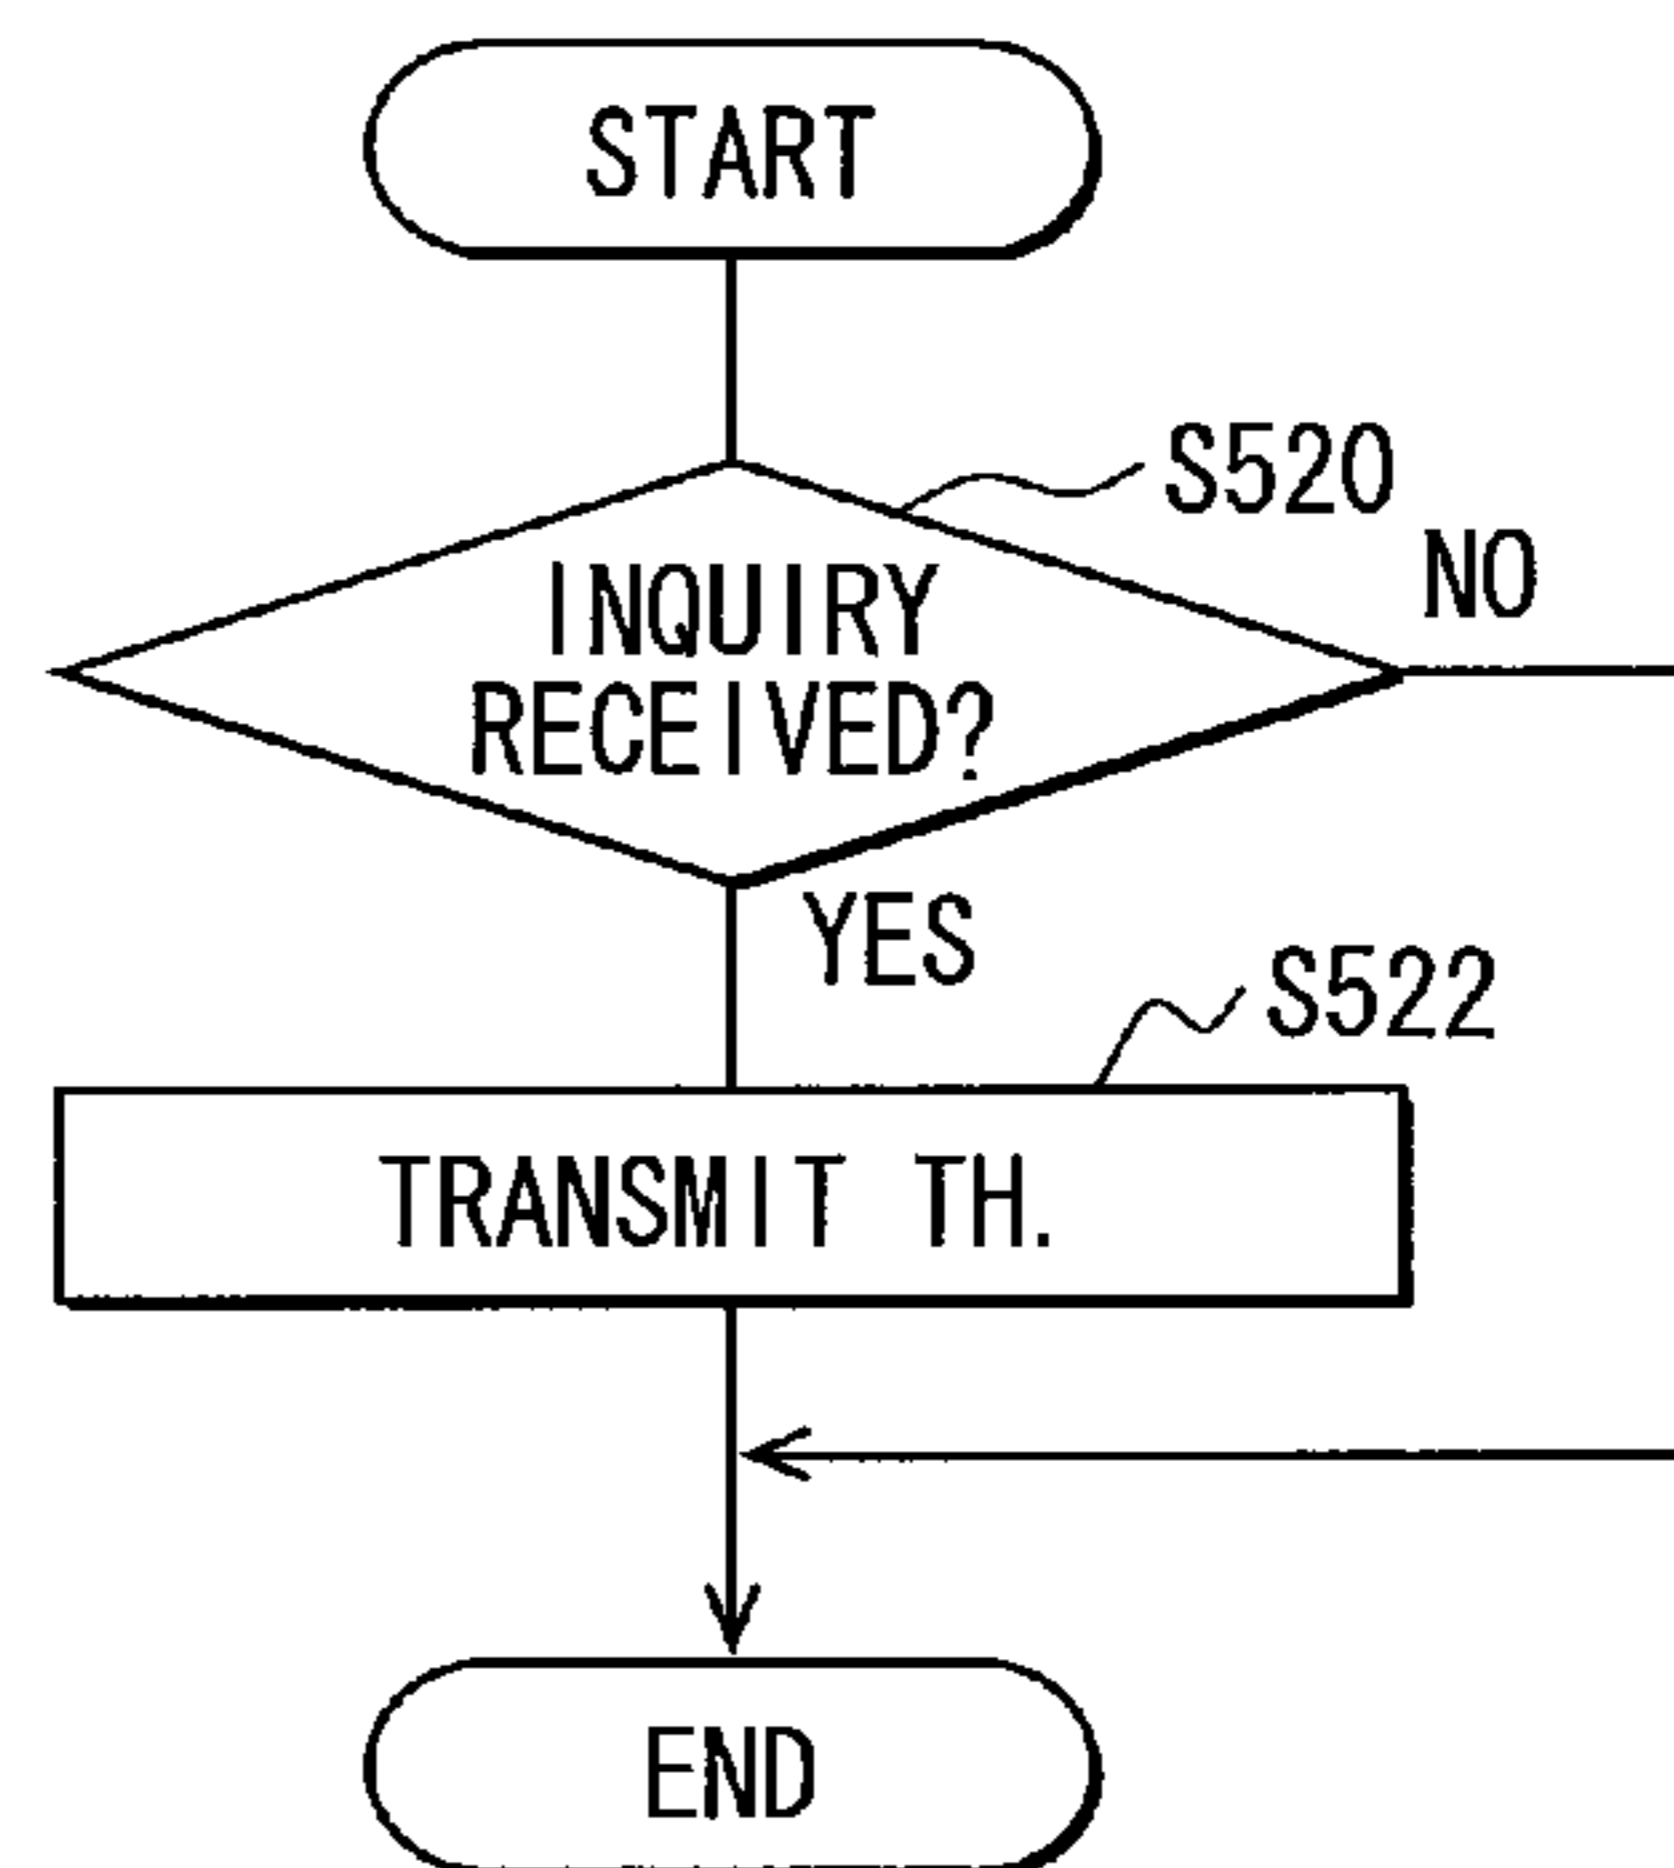 START
S520
NO
INQUIRY
RECEIVED?
YES
S522
TRANSMIT TH.
END